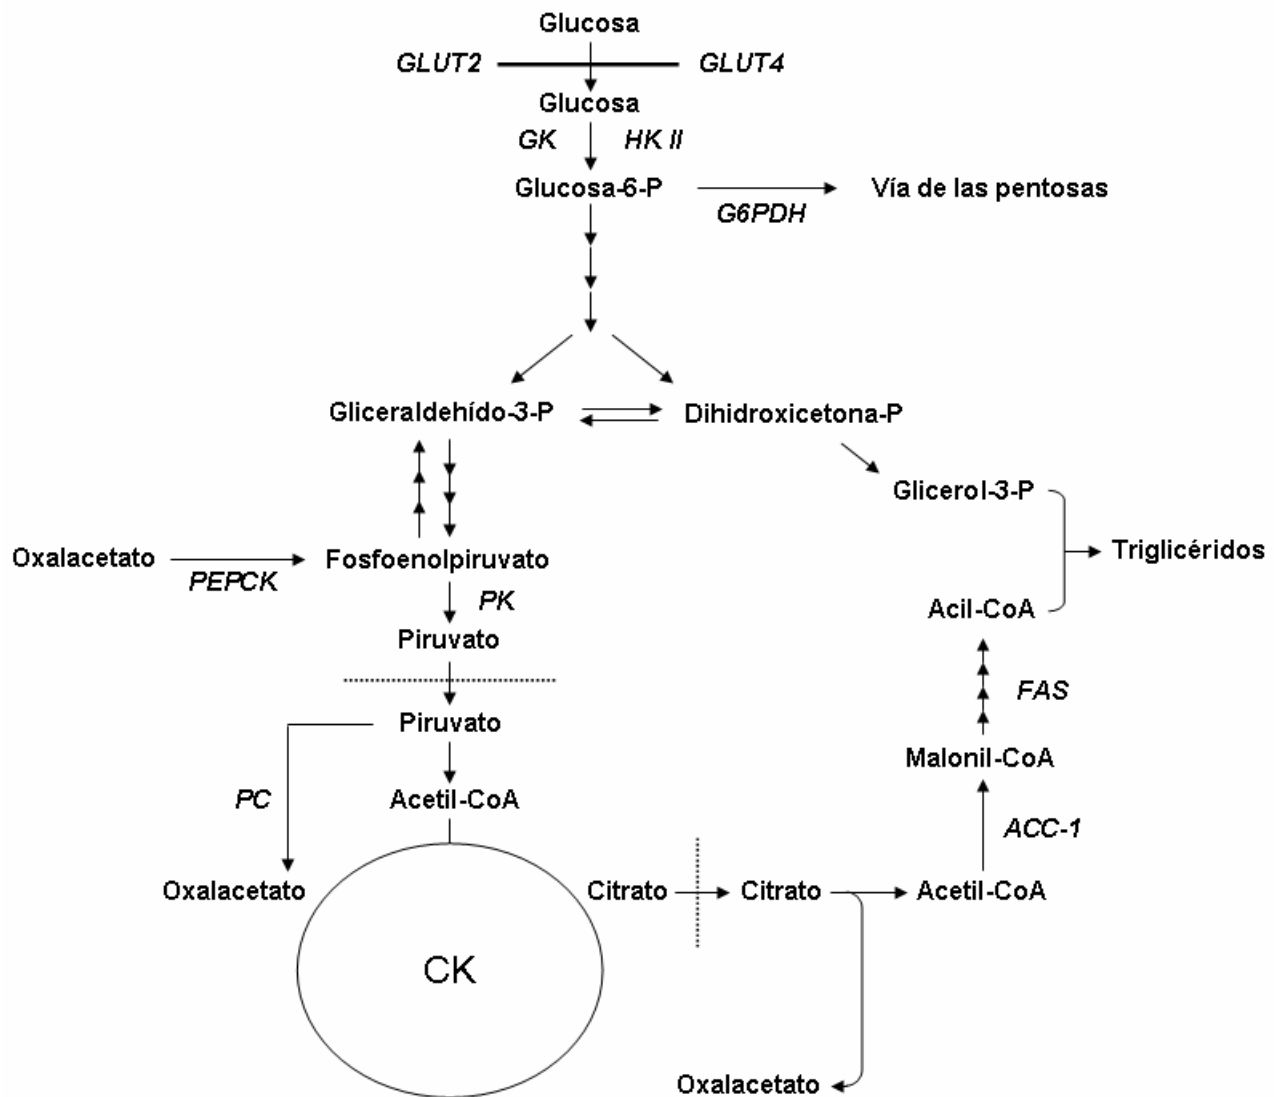 Glucosa
GLUT2 GLUT4
Glucosa
GK HK II
Glucosa-6-P Vía de las pentosas
G6PDH
Gliceraldehído-3-P Dihidroxicetona-P
Glicerol-3-P
Oxalacetato Fosfoenolpiruvato Triglicéridos
PEPCK PK
Acil-CoA
Piruvato
FAS
Piruvato
Malonil-CoA
PC Acetil-CoA
ACC-1
Oxalacetato Citrato Citrato Acetil-CoA
CK
Oxalacetato